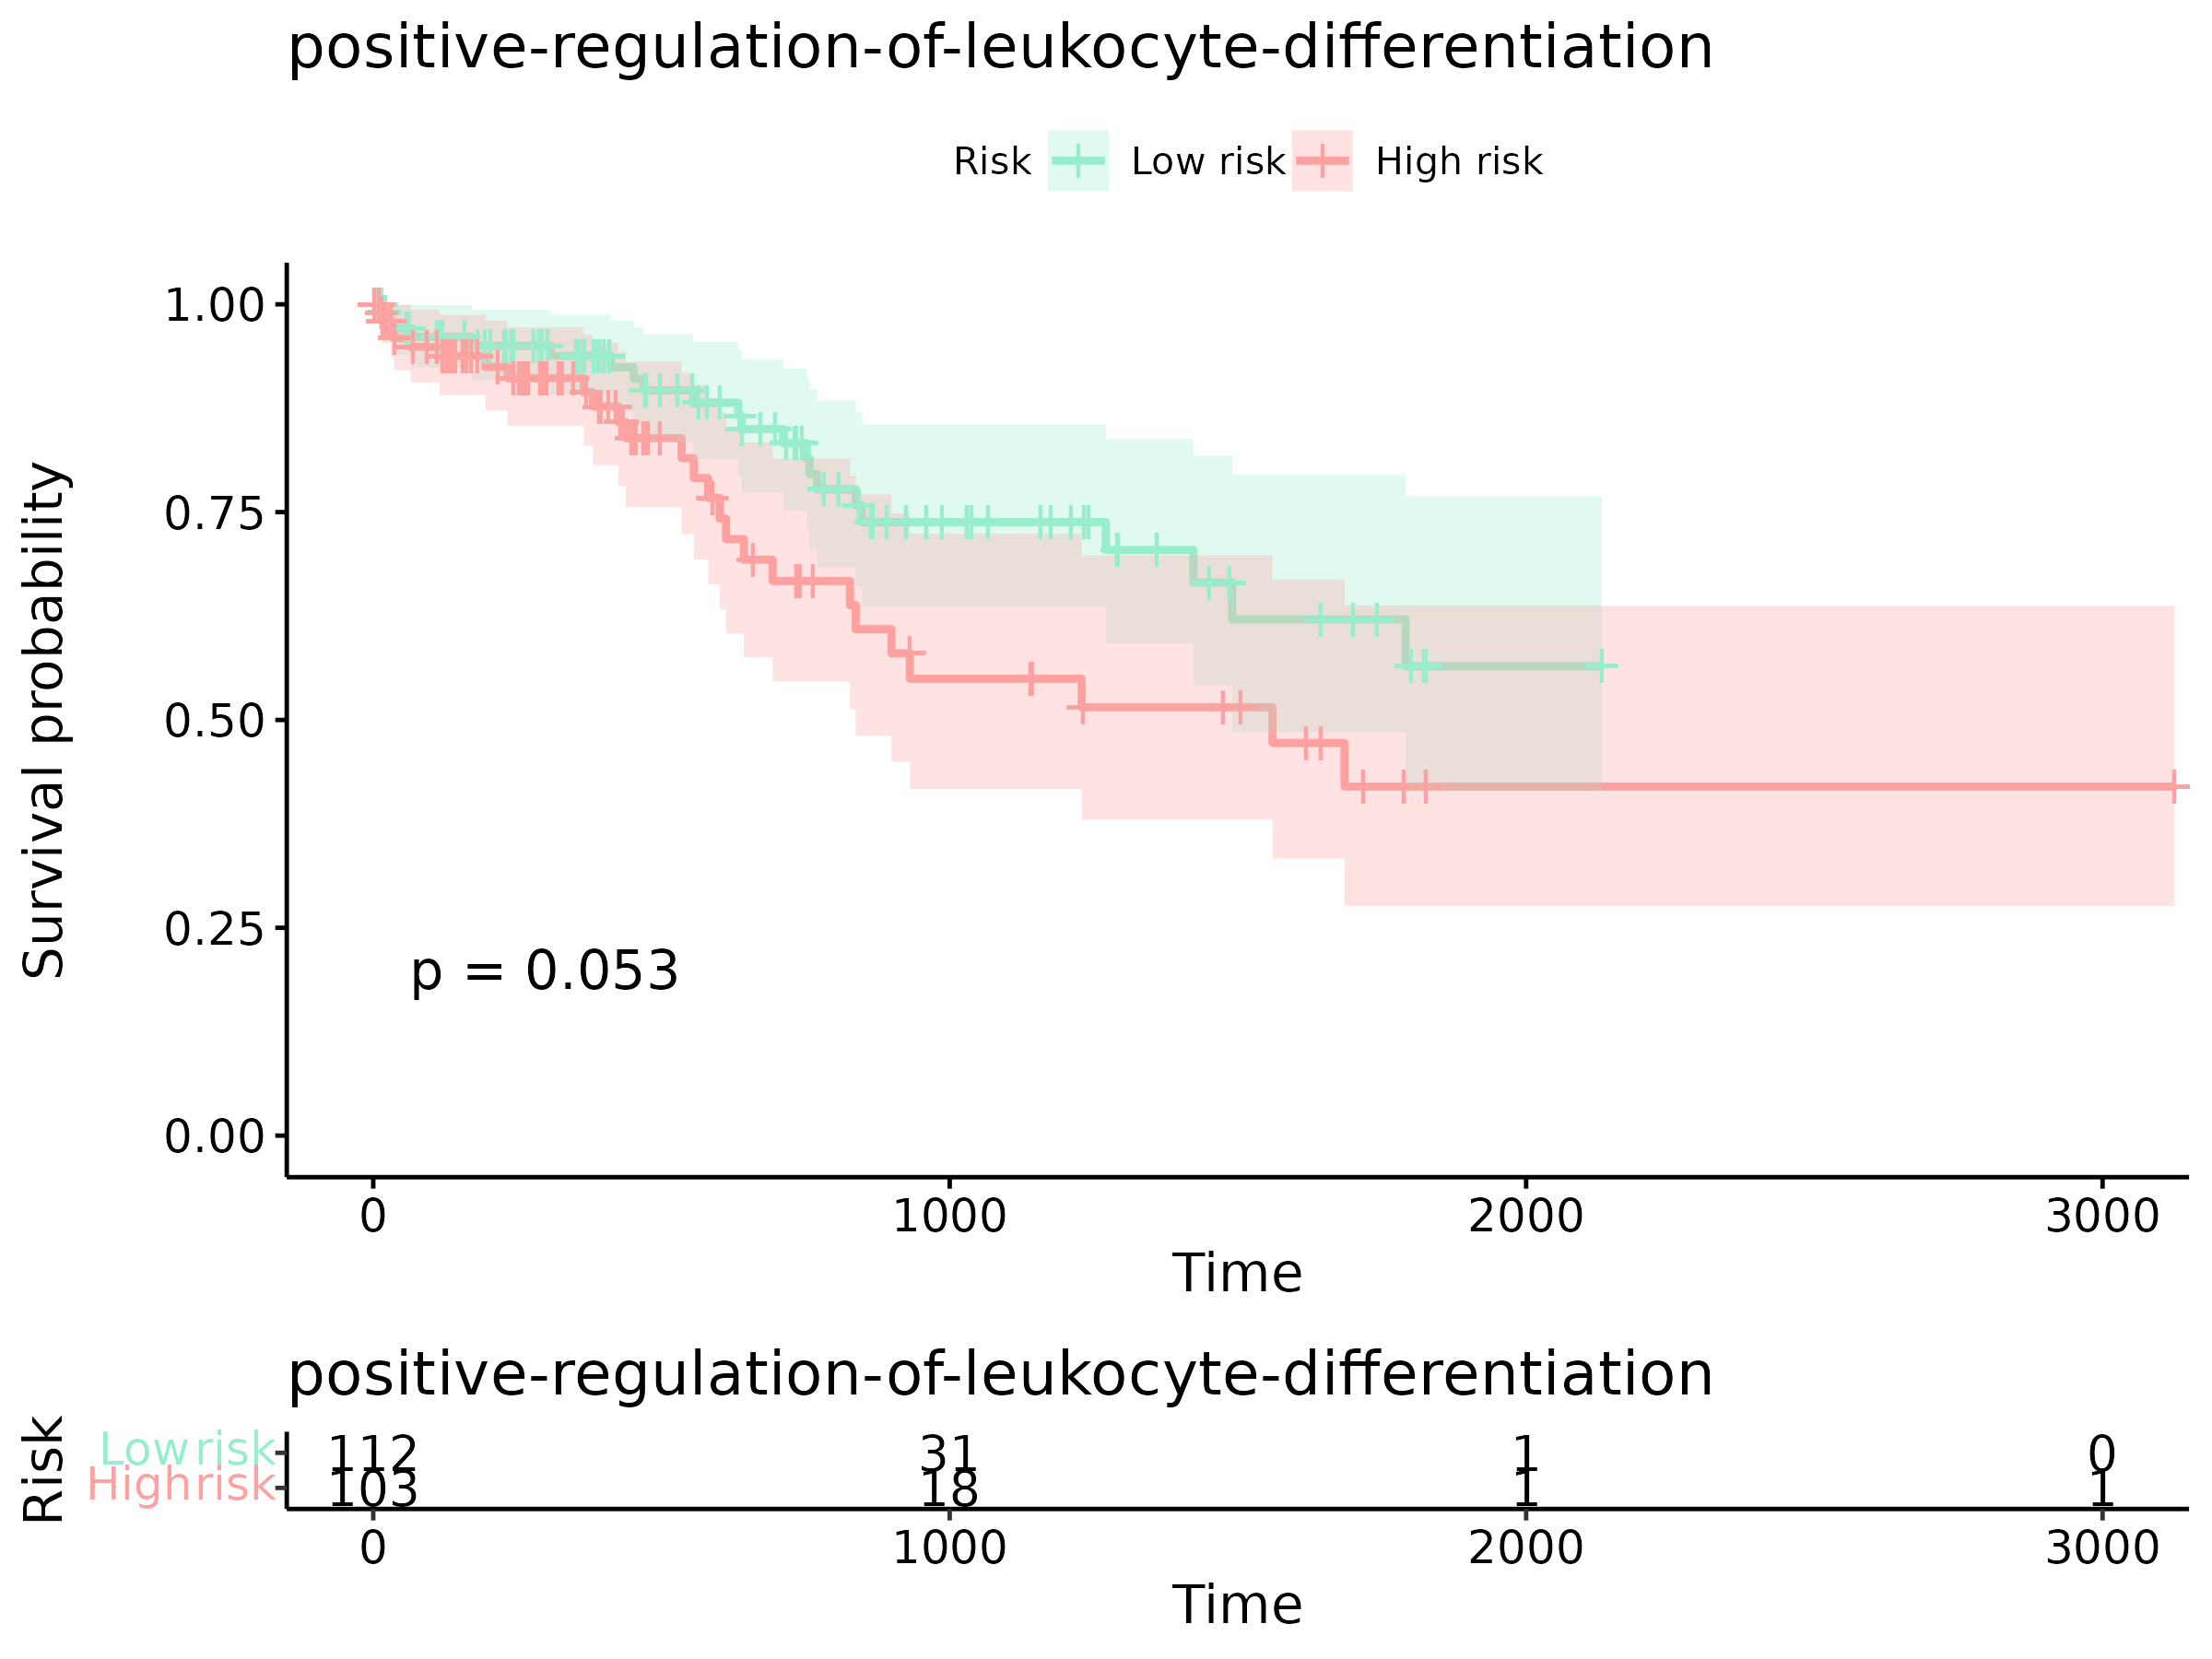 positive-regulation-of-leukocyte-differentiation
Risk Low risk High risk
Survival probability
1.00
0.75
0.50
0.25
0.00
p = 0.053
0 1000 2000 3000
Time
positive-regulation-of-leukocyte-differentiation
Risk
Low risk 112 31 1 0
High risk 103 18 1 1
0 1000 2000 3000
Time